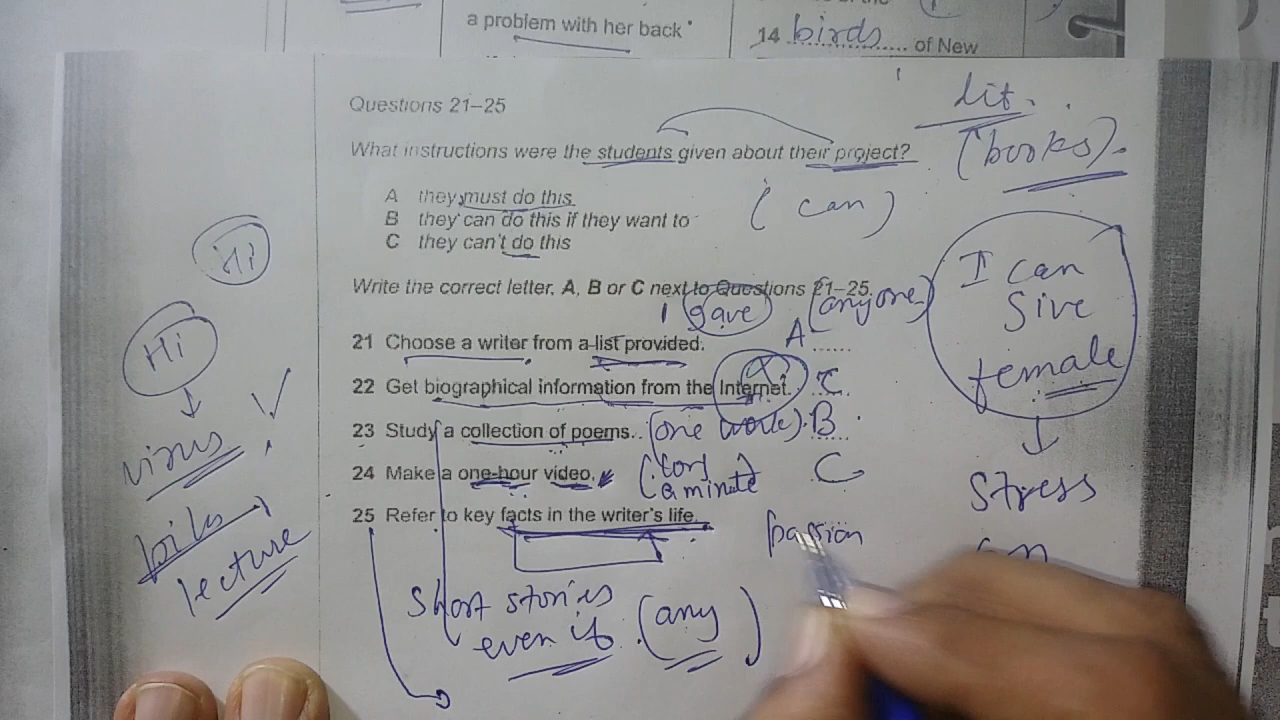 a problem with her back
14 birds of New
Questions 21–25
lit.
What instructions were the students given about their project?
(books).
A they must do this
B they can do this if they want to
C they can't do this
(can)
Hi
Write the correct letter, A, B or C next to Questions 21–25.
gave
(anyone)
I can
give
female
Stress
21 Choose a writer from a list provided. A
Hi
22 Get biographical information from the Internet. C
23 Study a collection of poems. (one work). B
virus
24 Make a one-hour video. C
a minute
25 Refer to key facts in the writer's life.
passion
lecture
Short stories
even if (any)